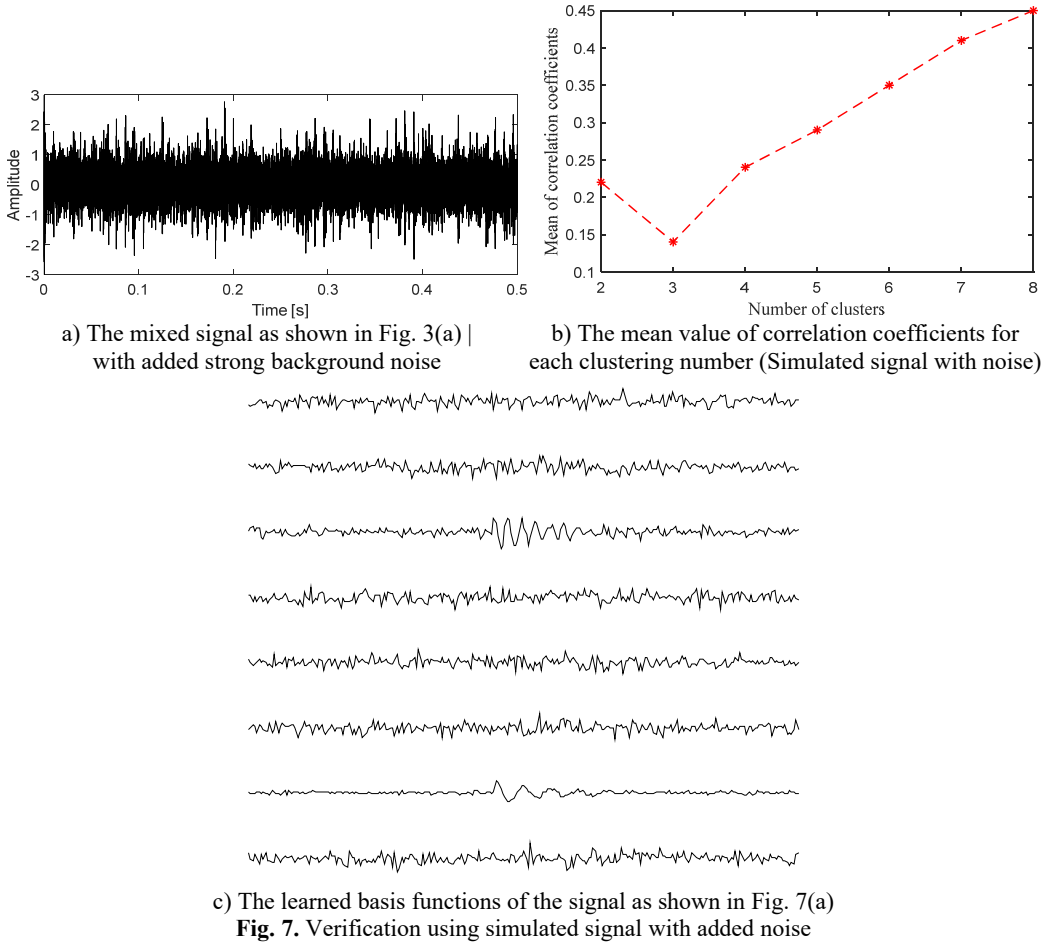 3
2
1
0
-1
-2
-3
Amplitude
0
0.1
0.2
0.3
0.4
0.5
Time [s]
a) The mixed signal as shown in Fig. 3(a) |
with added strong background noise
0.45
0.4
0.35
0.3
0.25
0.2
0.15
0.1
Mean of correlation coefficients
2
3
4
5
6
7
8
Number of clusters
b) The mean value of correlation coefficients for
each clustering number (Simulated signal with noise)
c) The learned basis functions of the signal as shown in Fig. 7(a)
Fig. 7. Verification using simulated signal with added noise